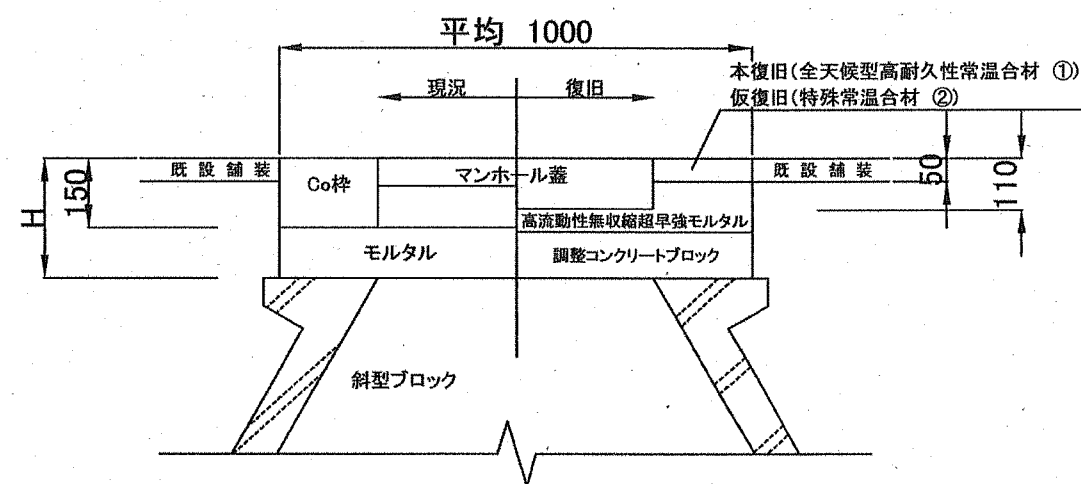 平均 1000
現況
復旧
本復旧(全天候型高耐久性常温合材 ①)
仮復旧(特殊常温合材 ②)
既設舗装
Co枠
マンホール蓋
既設舗装
50
110
H
150
高流動性無収縮超早強モルタル
モルタル
調整コンクリートブロック
斜型ブロック